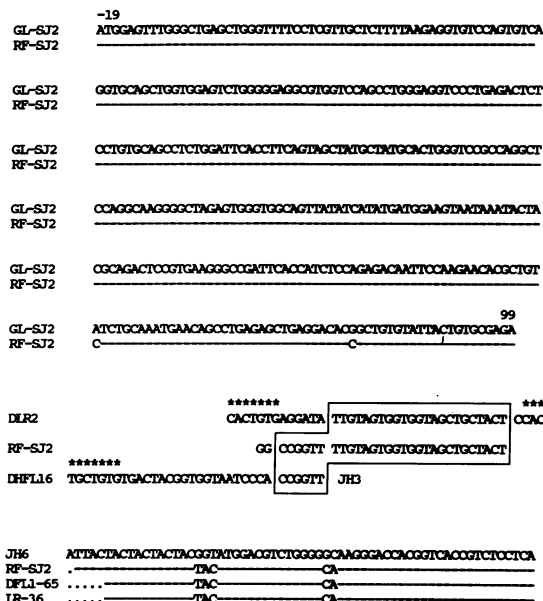 -19
GL-SJ2 ATGGAGTTTGGGCTGAGCTGGGTTTTCCTCGTTGCTCTTTTAAGAGGTGTCCAGTGTCA
RF-SJ2 -----------------------------------------------------------
GL-SJ2 GGTGCAGCTGGTGGAGTCTGGGGGAGGCGTGGTCCAGCCTGGGAGGTCCCTGAGACTCT
RF-SJ2 -----------------------------------------------------------
GL-SJ2 CCTGTGCAGCCTCTGGATTCACCTTCAGTAGCTATGCTATGCACTGGGTCCGCCAGGCT
RF-SJ2 -----------------------------------------------------------
GL-SJ2 CCAGGCAAGGGGCTAGAGTGGGTGGCAGTTATATCATATGATGGAAGTAATAAATACTA
RF-SJ2 -----------------------------------------------------------
GL-SJ2 CGCAGACTCCGTGAAGGGCCGATTCACCATCTCCAGAGACAATTCCAAGAACACGCTGT
RF-SJ2 -----------------------------------------------------------
99
GL-SJ2 ATCTGCAAATGAACAGCCTGAGAGCTGAGGACACGGCTGTGTATTACTGTGCGAGA
RF-SJ2 C---------------------------------C---------------------
******* ***
DLR2 CACTGTGAGGATA TTGTAGTGGTGGTAGCTGCTACT CCAC
RF-SJ2 GG CCGGTT TTGTAGTGGTGGTAGCTGCTACT
*******
DHFL16 TGCTGTGTGACTACGGTGGTAATCCCA CCGGTT JH3
JH6 ATTACTACTACTACTACGGTATGGACGTCTGGGGGCAAGGGACCACGGTCACCGTCTCCTCA
RF-SJ2 .----------------TAC--------------CA--------------------------
DFL1-65 .....------------TAC--------------CA--------------------------
LR-36 .....------------TAC--------------CA--------------------------